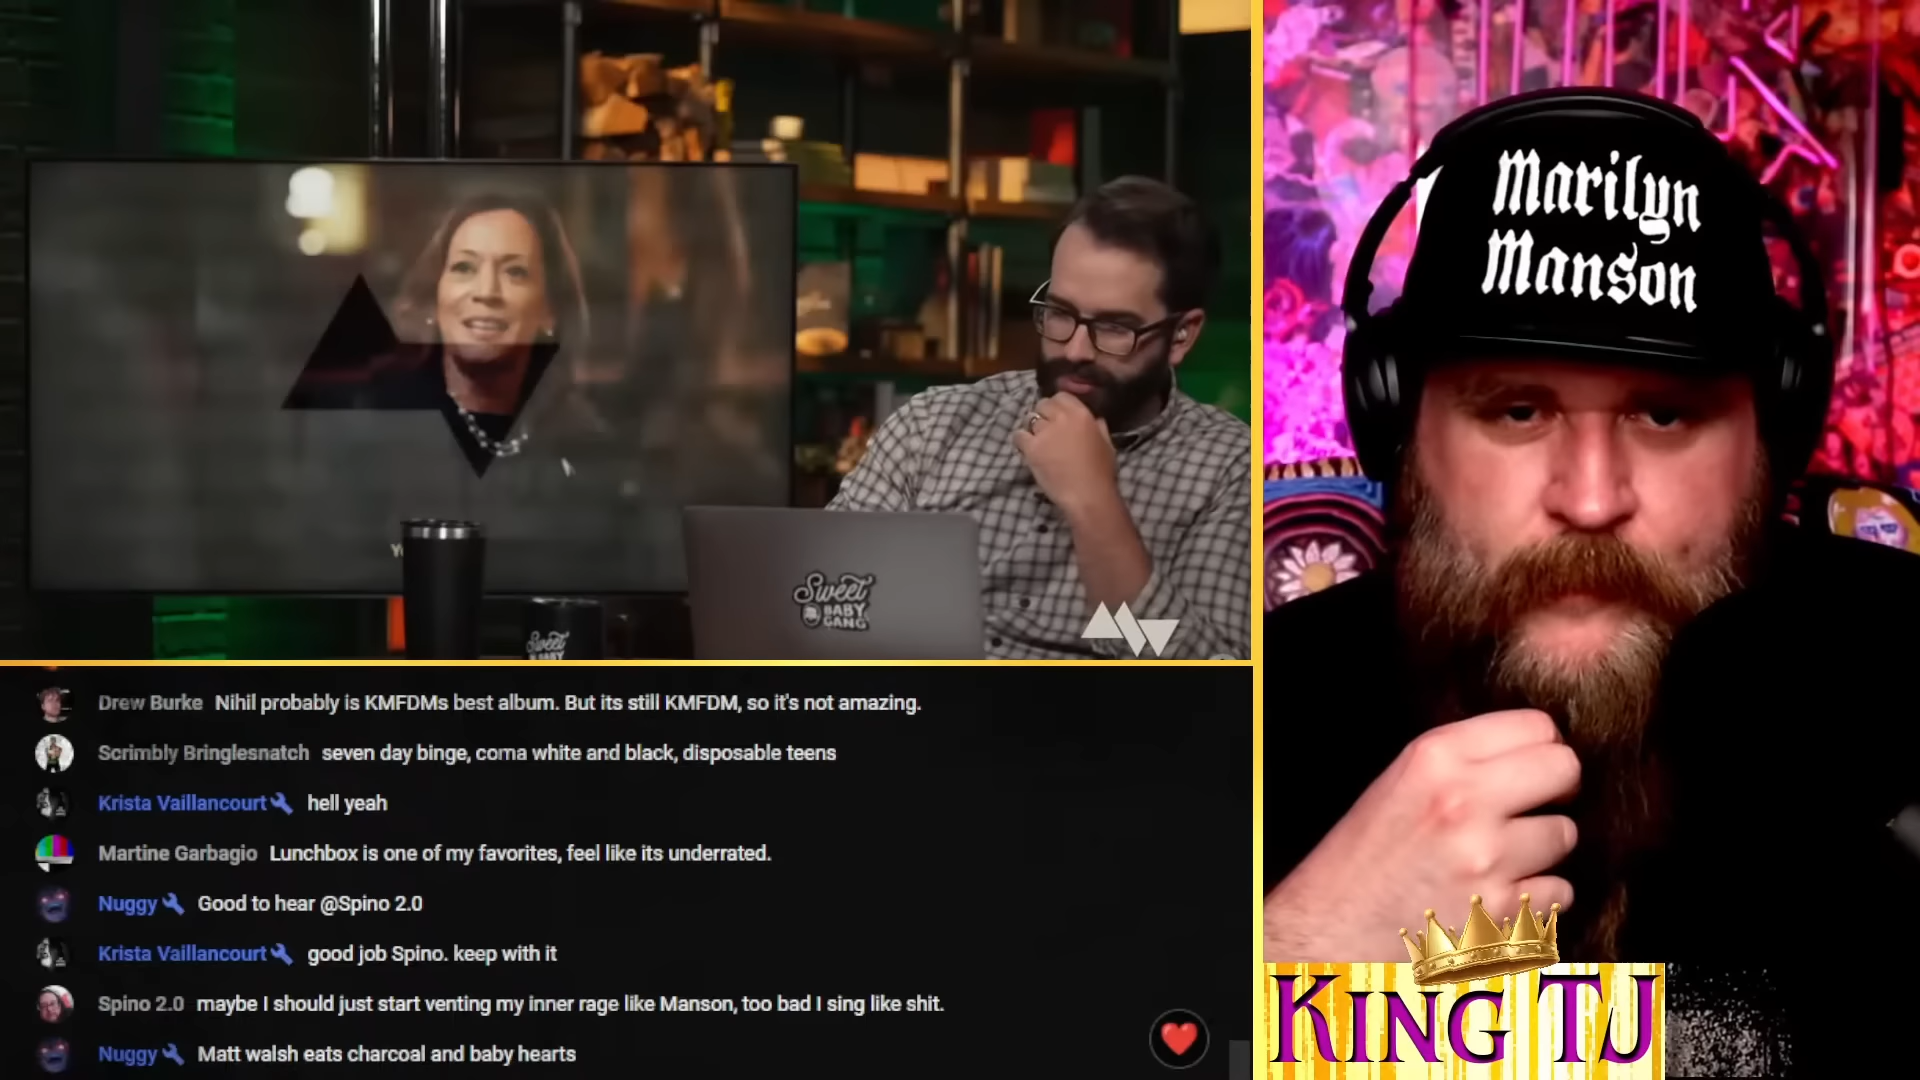 Marilyn
Manson
Sweet
BABY
GANG
Sweet
BABY
Drew Burke Nihil probably is KMFDMs best album. But its still KMFDM, so it's not amazing.
Scrimbly Bringlesnatch seven day binge, coma white and black, disposable teens
Krista Vaillancourt hell yeah
Martine Garbagio Lunchbox is one of my favorites, feel like its underrated.
Nuggy Good to hear @Spino 2.0
Krista Vaillancourt good job Spino. keep with it
Spino 2.0 maybe I should just start venting my inner rage like Manson, too bad I sing like shit.
Nuggy Matt walsh eats charcoal and baby hearts
KING TJ